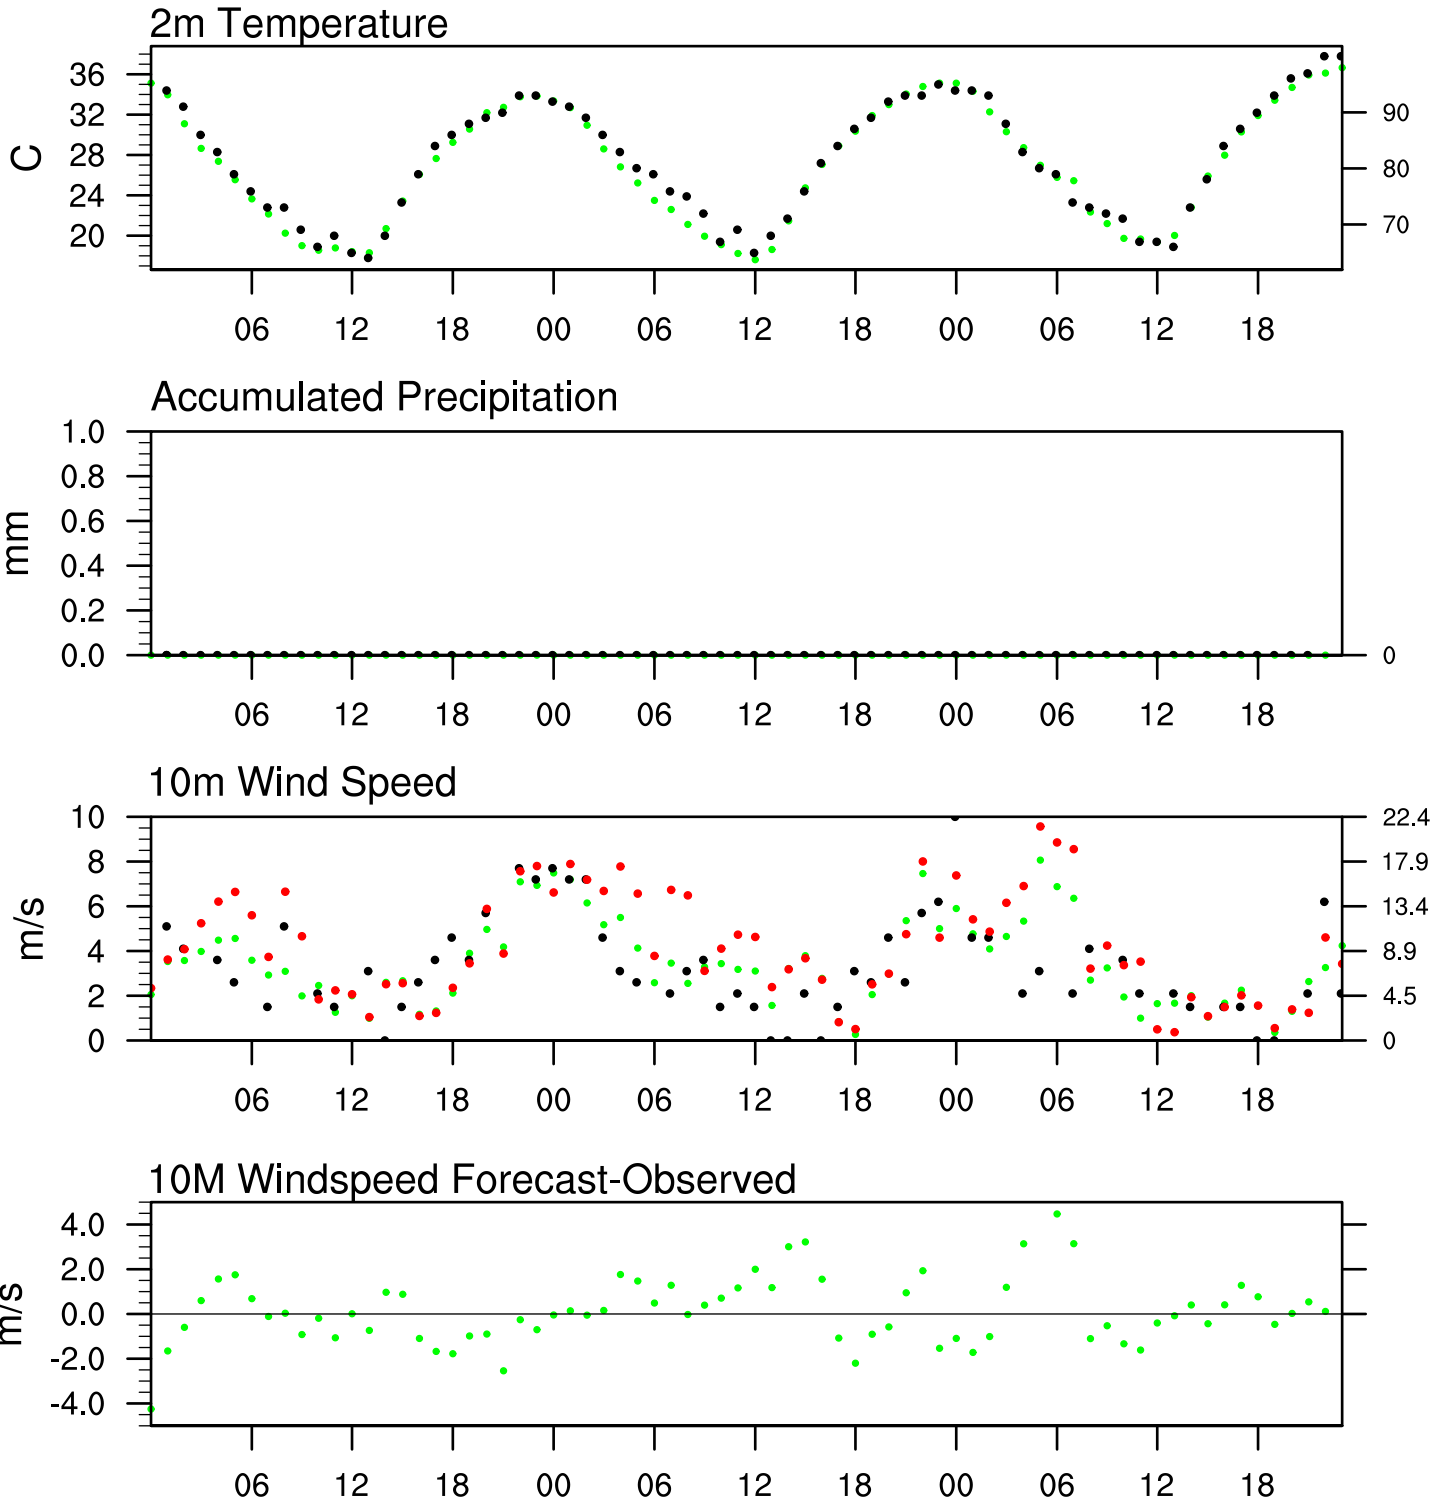 2m Temperature
36
32
28
24
20
C
90
80
70
06 12 18 00 06 12 18 00 06 12 18
Accumulated Precipitation
1.0
0.8
0.6
0.4
0.2
0.0
mm
0
06 12 18 00 06 12 18 00 06 12 18
10m Wind Speed
10
8
6
4
2
0
m/s
22.4
17.9
13.4
8.9
4.5
0
06 12 18 00 06 12 18 00 06 12 18
10M Windspeed Forecast-Observed
4.0
2.0
0.0
-2.0
-4.0
m/s
06 12 18 00 06 12 18 00 06 12 18